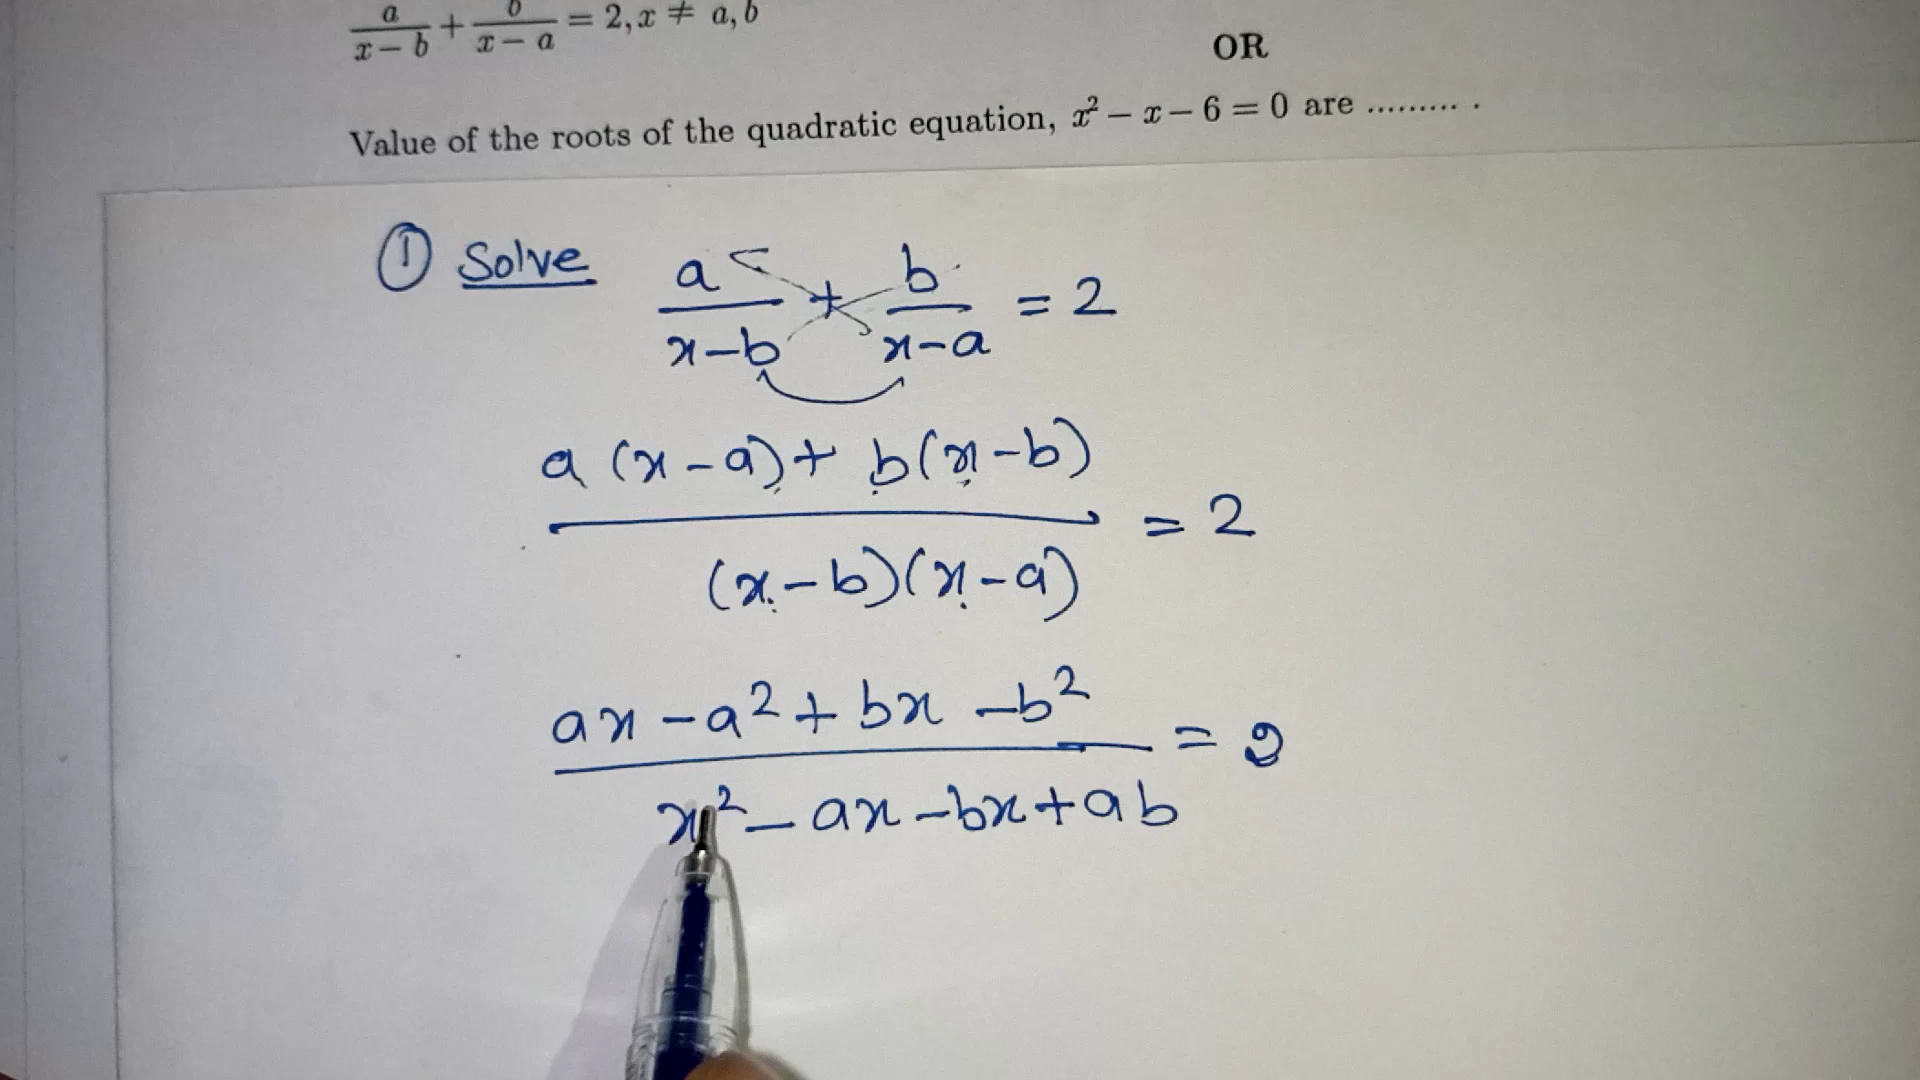 a/(x − b) + b/(x − a) = 2, x ≠ a, b
OR
Value of the roots of the quadratic equation, x² − x − 6 = 0 are ......... .
① Solve a/(x−b) + b/(x−a) = 2
(a(x−a) + b(x−b))/((x−b)(x−a)) = 2
(ax − a² + bx − b²)/(x² − ax − bx + ab) = 2